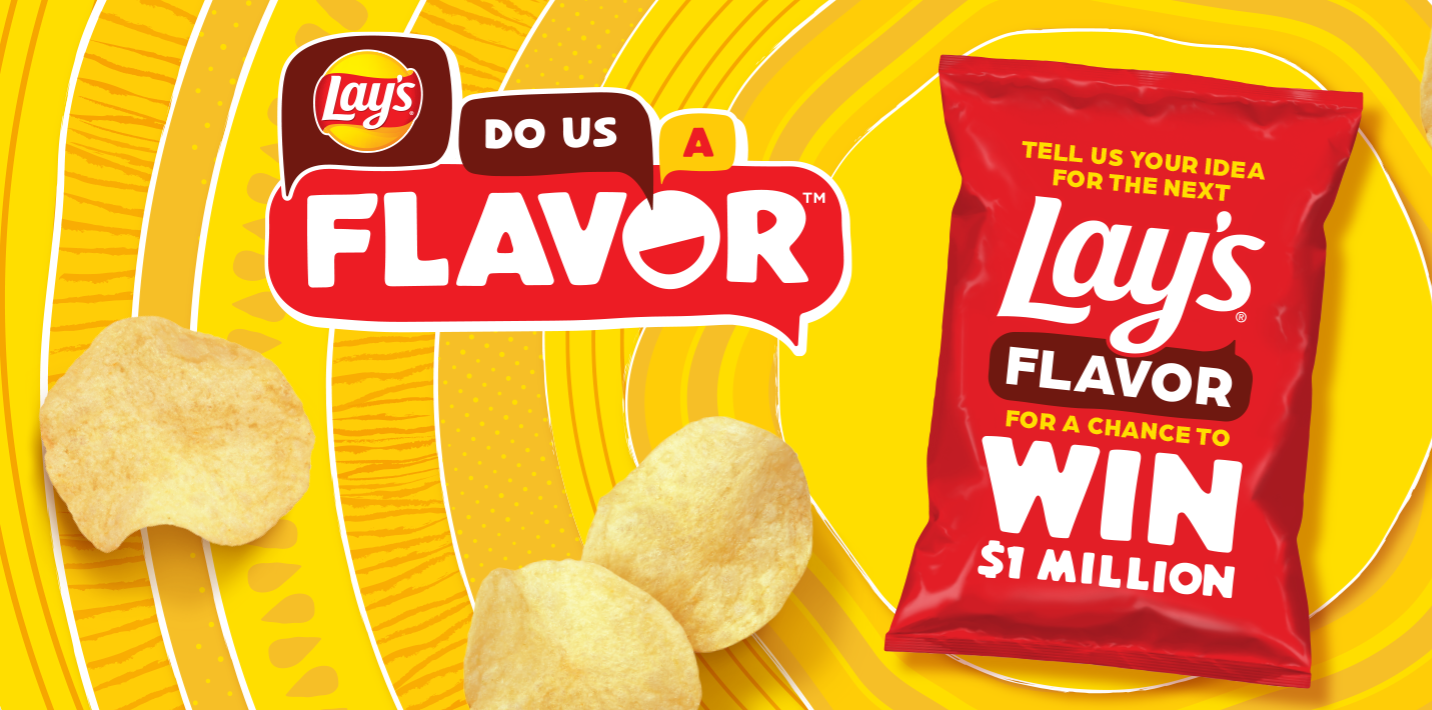 Lay's
DO US
A
FLAVOR™
TELL US YOUR IDEA
FOR THE NEXT
Lay's®
FLAVOR
FOR A CHANCE TO
WIN
$1 MILLION